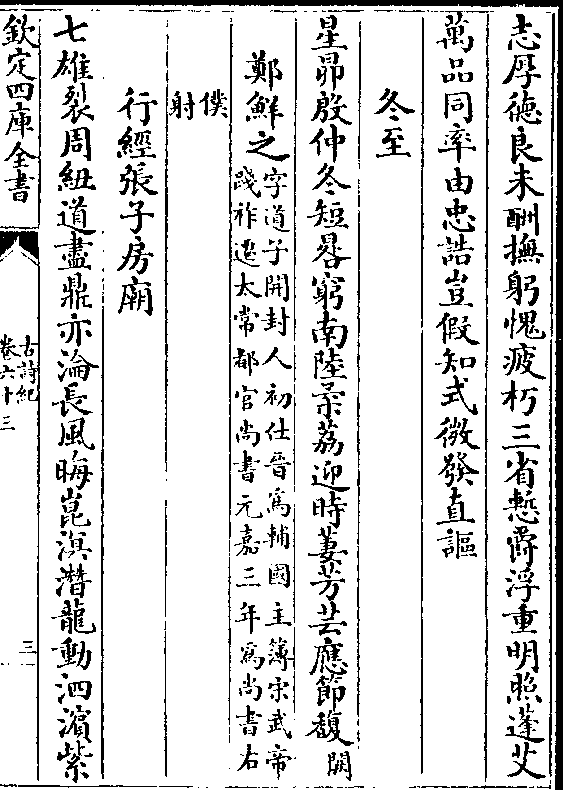 志厚德良未酬撫躬愧疲朽三省慙爵浮重明照蓬艾
萬品同率由忠誥豈假知式微發直謳
冬至
星昴殷仲冬短晷窮南陸柔荔迎時萋芳芸應節馥闕
鄭鮮之字道子開封人初仕晉爲輔國主簿宋武帝
踐祚遷太常都官尚書元嘉三年爲尚書右
僕
射
行經張子房廟
七雄裂周紐道盡鼎亦淪長風晦崑溟潛龍動泗濱紫
欽定四庫全書
古詩紀
卷六十三
三